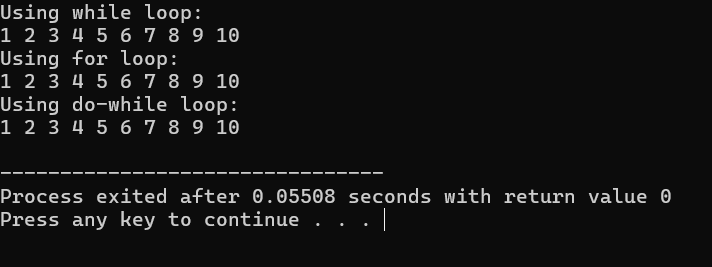 Using while loop:
1 2 3 4 5 6 7 8 9 10
Using for loop:
1 2 3 4 5 6 7 8 9 10
Using do-while loop:
1 2 3 4 5 6 7 8 9 10
--------------------------------
Process exited after 0.05508 seconds with return value 0
Press any key to continue . . .